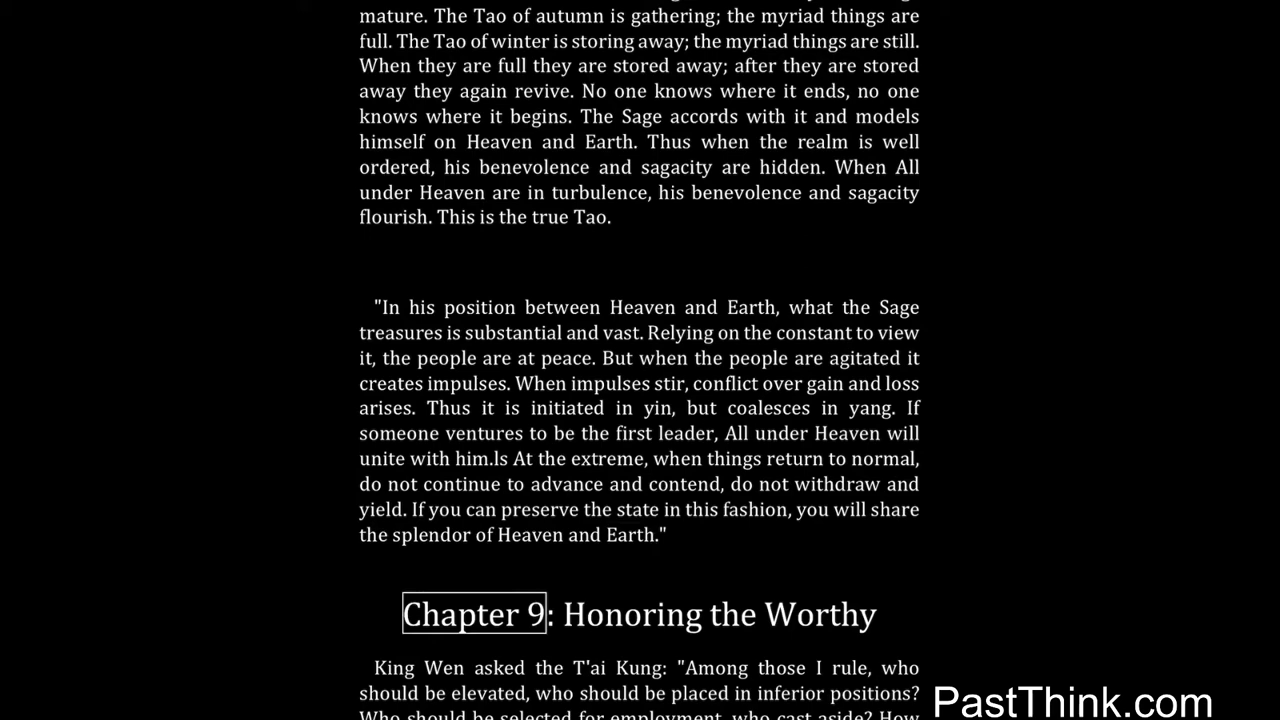 mature. The Tao of autumn is gathering; the myriad things are
full. The Tao of winter is storing away; the myriad things are still.
When they are full they are stored away; after they are stored
away they again revive. No one knows where it ends, no one
knows where it begins. The Sage accords with it and models
himself on Heaven and Earth. Thus when the realm is well
ordered, his benevolence and sagacity are hidden. When All
under Heaven are in turbulence, his benevolence and sagacity
flourish. This is the true Tao.
"In his position between Heaven and Earth, what the Sage
treasures is substantial and vast. Relying on the constant to view
it, the people are at peace. But when the people are agitated it
creates impulses. When impulses stir, conflict over gain and loss
arises. Thus it is initiated in yin, but coalesces in yang. If
someone ventures to be the first leader, All under Heaven will
unite with him.ls At the extreme, when things return to normal,
do not continue to advance and contend, do not withdraw and
yield. If you can preserve the state in this fashion, you will share
the splendor of Heaven and Earth."
Chapter 9: Honoring the Worthy
King Wen asked the T'ai Kung: "Among those I rule, who
should be elevated, who should be placed in inferior positions?
Who should be selected for employment, who cast aside? How
PastThink.com